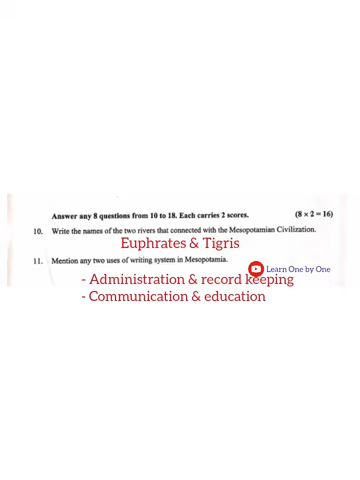 Answer any 8 questions from 10 to 18. Each carries 2 scores. (8 × 2 = 16)
10. Write the names of the two rivers that connected with the Mesopotamian Civilization.
Euphrates & Tigris
11. Mention any two uses of writing system in Mesopotamia.
Learn One by One
- Administration & record keeping
- Communication & education